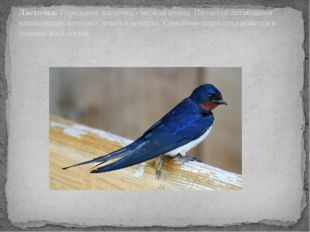 Ласточка. Городская ласточка - мелкая птица. Питается летающими
насекомыми, которых ловит в воздухе. Семейные пары сохраняются в
течение всей жизни.